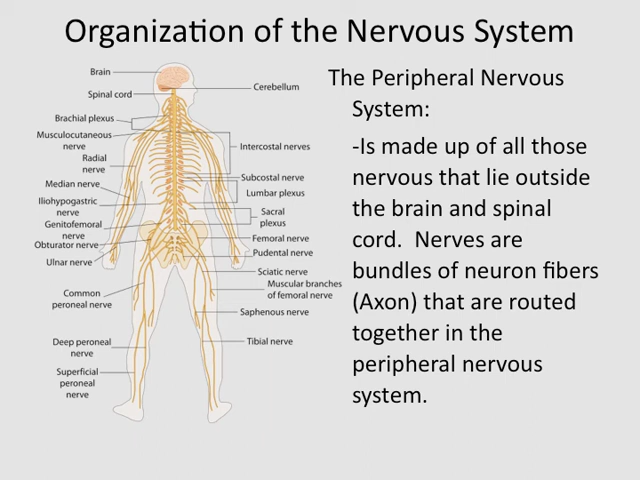 Organization of the Nervous System
Brain
Spinal cord
Brachial plexus
Musculocutaneous
nerve
Radial
nerve
Median nerve
Iliohypogastric
nerve
Genitofemoral
nerve
Obturator nerve
Ulnar nerve
Common
peroneal nerve
Deep peroneal
nerve
Superficial
peroneal
nerve
Cerebellum
Intercostal nerves
Subcostal nerve
Lumbar plexus
Sacral
plexus
Femoral nerve
Pudental nerve
Sciatic nerve
Muscular branches
of femoral nerve
Saphenous nerve
Tibial nerve
The Peripheral Nervous
System:
-Is made up of all those
nervous that lie outside
the brain and spinal
cord. Nerves are
bundles of neuron fibers
(Axon) that are routed
together in the
peripheral nervous
system.